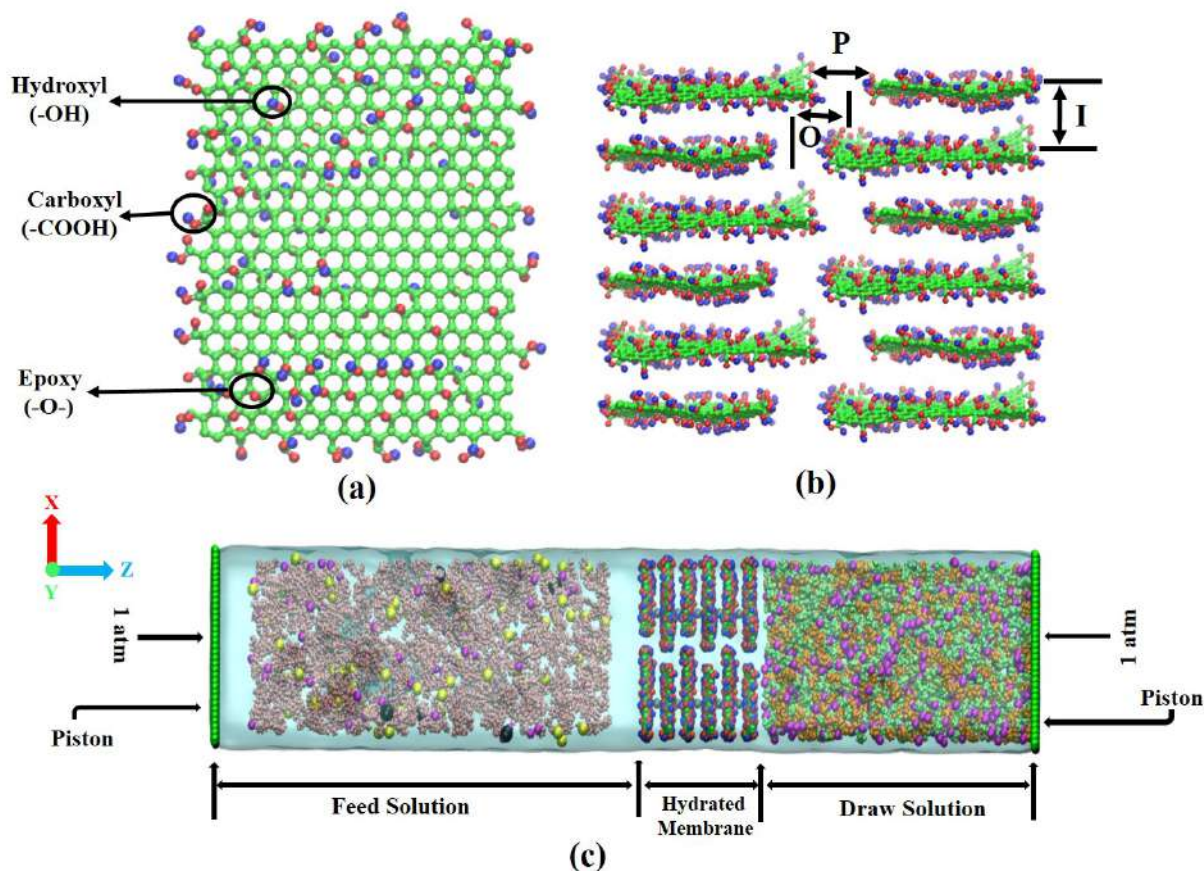 Hydroxyl
(-OH)
Carboxyl
(-COOH)
Epoxy
(-O-)
(a)
P
O
I
(b)
X
Z
Y
1 atm
Piston
1 atm
Piston
Feed Solution
Hydrated
Membrane
Draw Solution
(c)